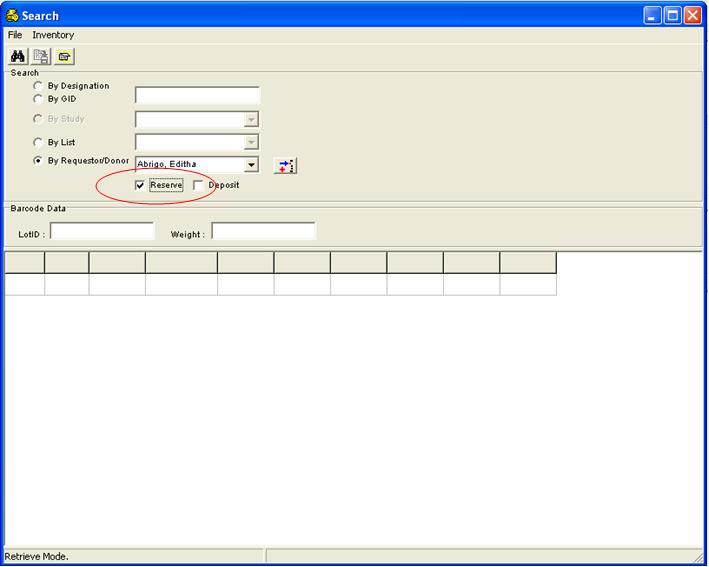 Search
File Inventory
Search
By Designation
By GID
By Study
By List
By Requestor/Donor Abrigo, Editha
Reserve Deposit
Barcode Data
LotID : Weight :
Retrieve Mode.